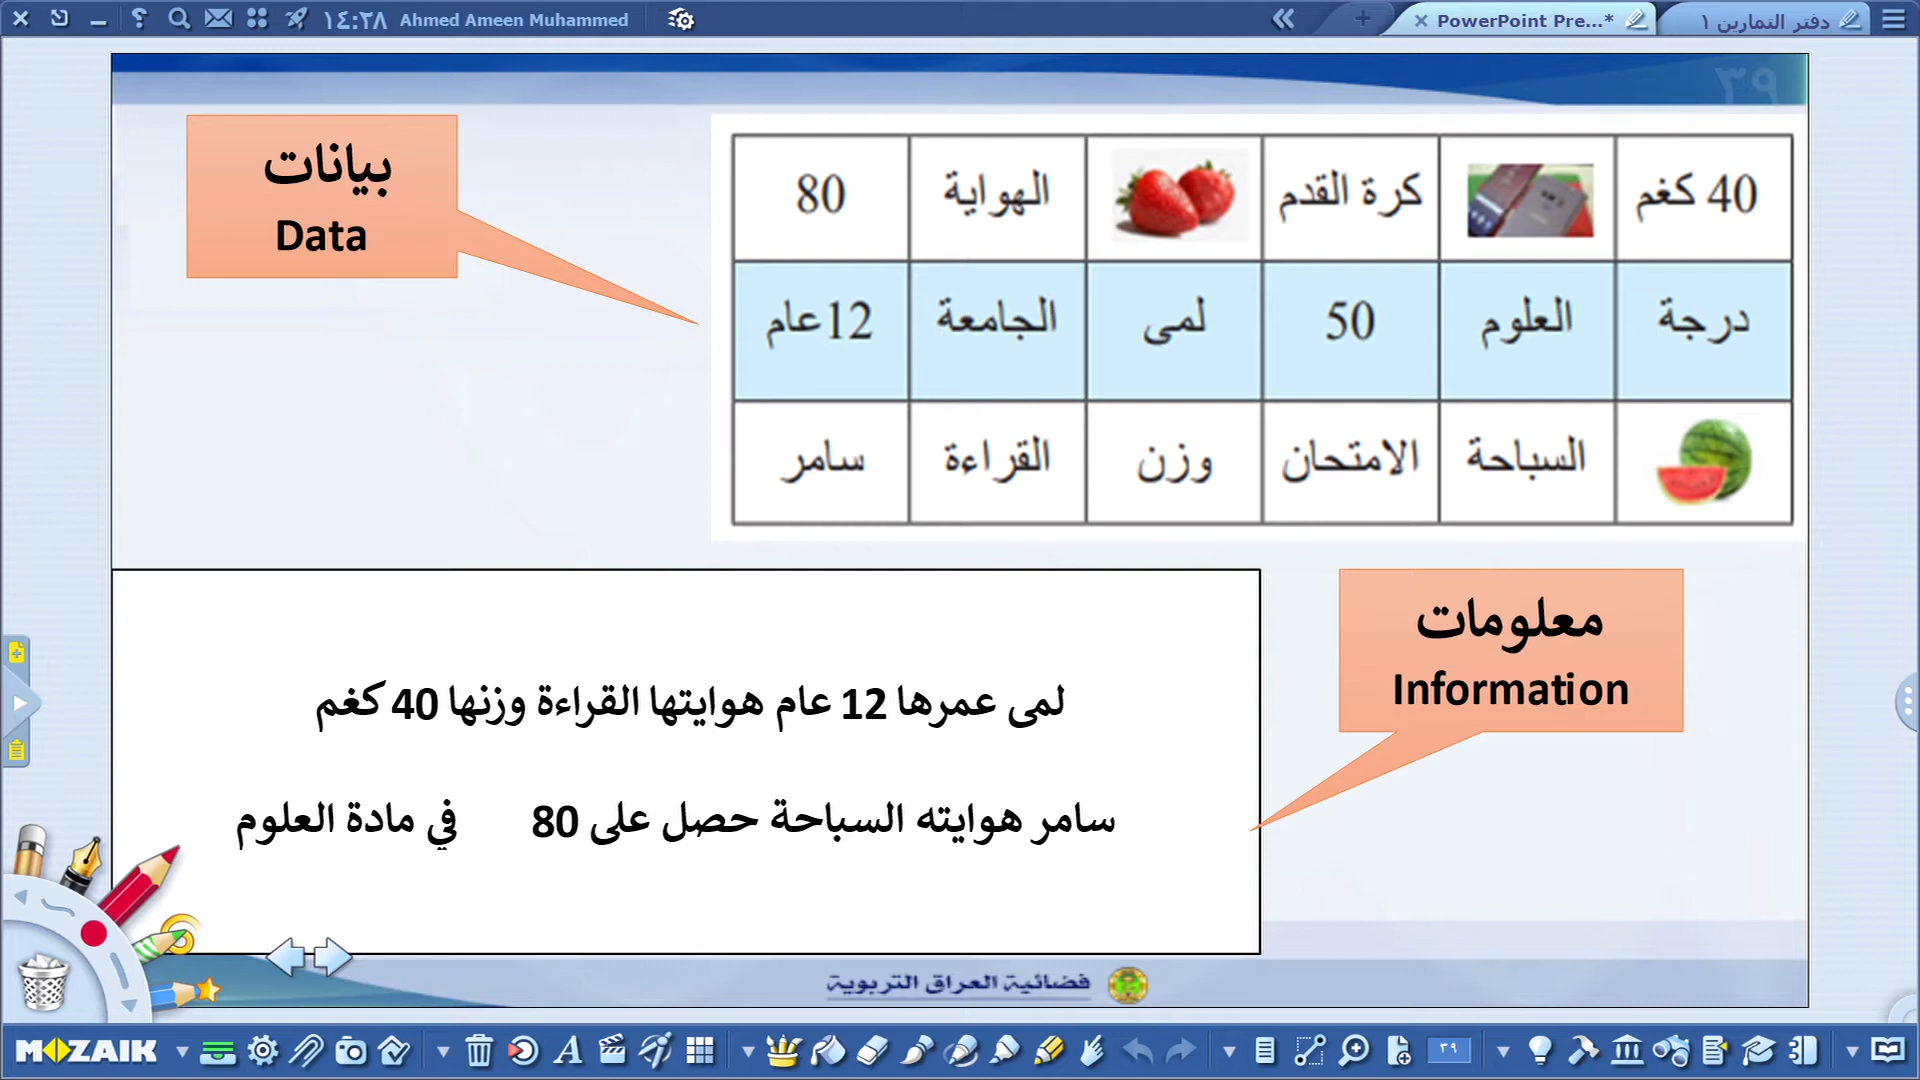 ١٤:٢٨ Ahmed Ameen Muhammed
PowerPoint Pre...*
دفتر التمارين ١
٣٩
بيانات
Data
40 كغم كرة القدم الهواية 80
درجة العلوم 50 لمى الجامعة 12عام
السباحة الامتحان وزن القراءة سامر
معلومات
Information
لمى عمرها 12 عام هوايتها القراءة وزنها 40 كغم
سامر هوايته السباحة حصل على 80 في مادة العلوم
فضائية العراق التربوية
MOZAIK
٣٩